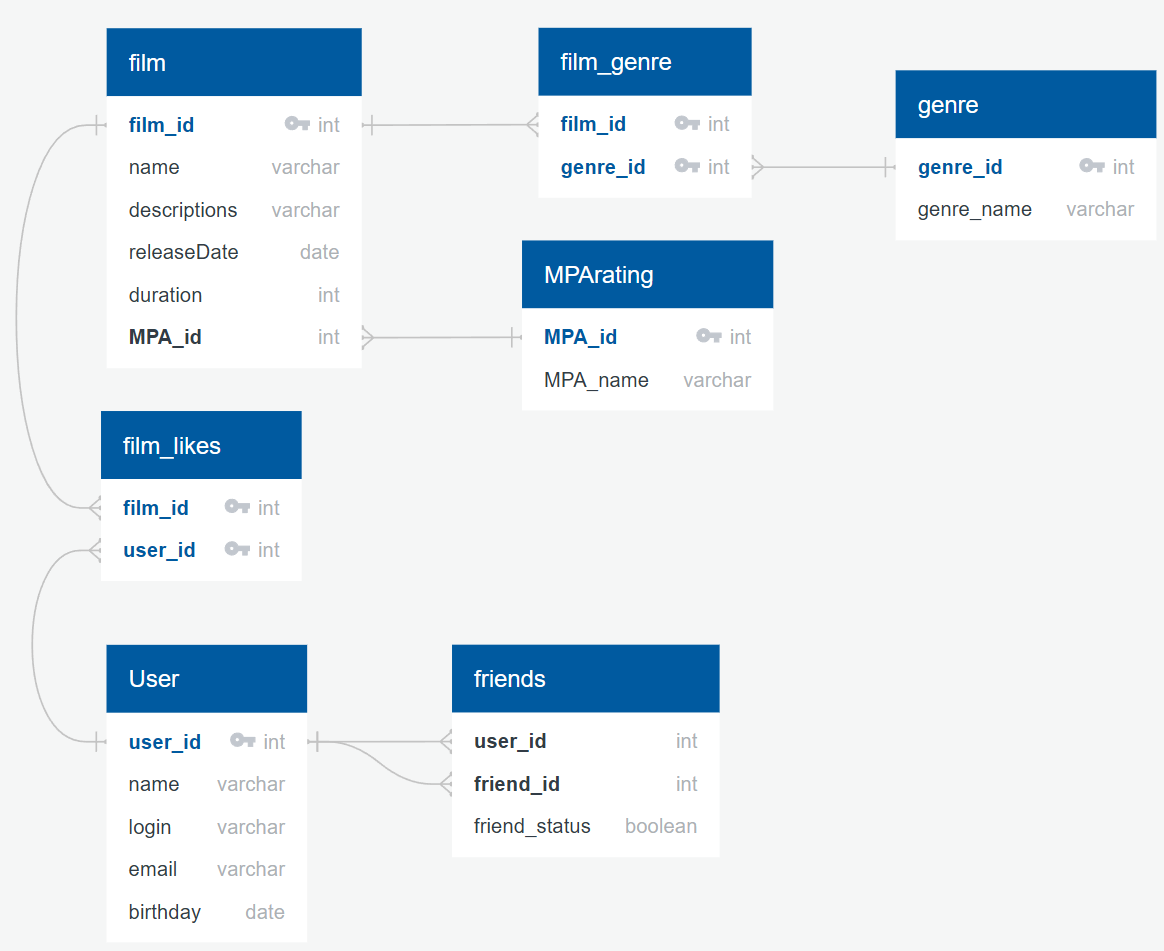 film
film_id int
name varchar
descriptions varchar
releaseDate date
duration int
MPA_id int
film_genre
film_id int
genre_id int
genre
genre_id int
genre_name varchar
MPArating
MPA_id int
MPA_name varchar
film_likes
film_id int
user_id int
User
user_id int
name varchar
login varchar
email varchar
birthday date
friends
user_id int
friend_id int
friend_status boolean